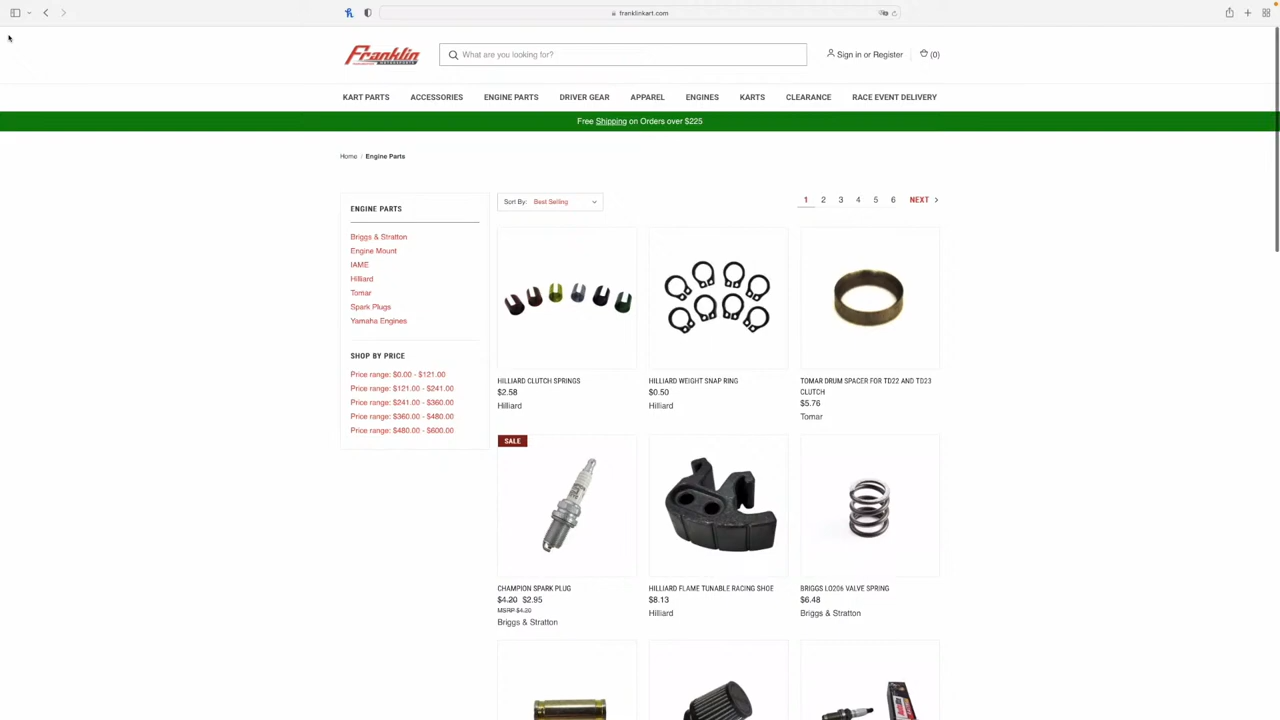 franklinkart.com
Franklin
MOTORSPORTS
What are you looking for?
Sign in or Register
(0)
KART PARTS
ACCESSORIES
ENGINE PARTS
DRIVER GEAR
APPAREL
ENGINES
KARTS
CLEARANCE
RACE EVENT DELIVERY
Free Shipping on Orders over $225
Home / Engine Parts
ENGINE PARTS
Briggs & Stratton
Engine Mount
IAME
Hilliard
Tomar
Spark Plugs
Yamaha Engines
SHOP BY PRICE
Price range: $0.00 - $121.00
Price range: $121.00 - $241.00
Price range: $241.00 - $360.00
Price range: $360.00 - $480.00
Price range: $480.00 - $600.00
Sort By: Best Selling
1 2 3 4 5 6 NEXT
HILLIARD CLUTCH SPRINGS
$2.58
Hilliard
HILLIARD WEIGHT SNAP RING
$0.50
Hilliard
TOMAR DRUM SPACER FOR TD22 AND TD23
CLUTCH
$5.76
Tomar
SALE
CHAMPION SPARK PLUG
$4.20 $2.95
MSRP $4.20
Briggs & Stratton
HILLIARD FLAME TUNABLE RACING SHOE
$8.13
Hilliard
BRIGGS LO206 VALVE SPRING
$6.48
Briggs & Stratton